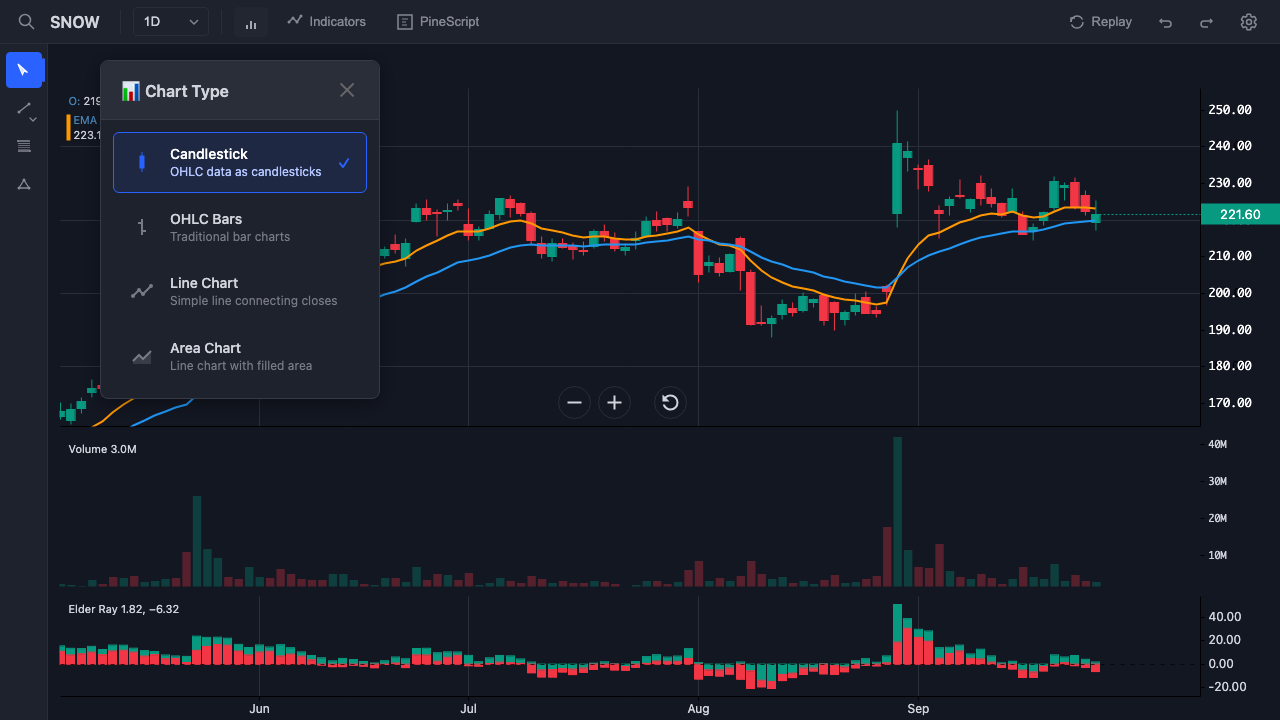 SNOW
1D
Indicators
PineScript
Replay
Chart Type
O: 219
EMA
223.1
Candlestick
OHLC data as candlesticks
OHLC Bars
Traditional bar charts
Line Chart
Simple line connecting closes
Area Chart
Line chart with filled area
250.00
240.00
230.00
221.60
210.00
200.00
190.00
180.00
170.00
Volume 3.0M
40M
30M
20M
10M
Elder Ray 1.82, −6.32
40.00
20.00
0.00
−20.00
Jun
Jul
Aug
Sep